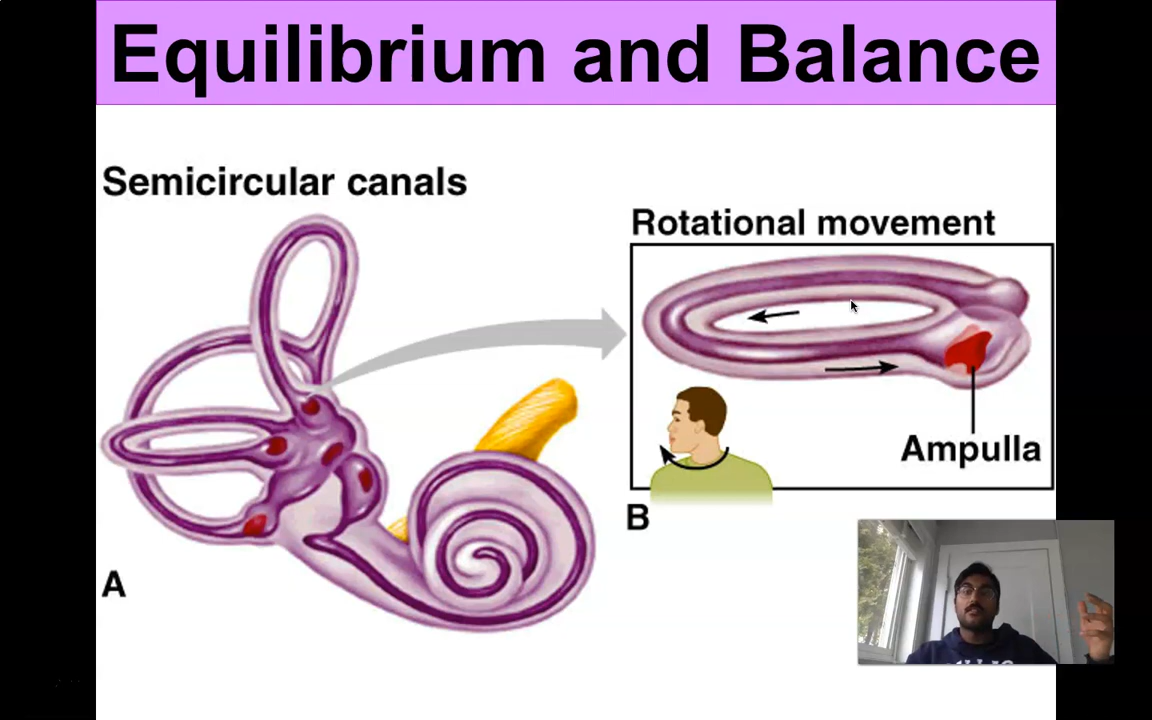 Equilibrium and Balance
Semicircular canals
Rotational movement
Ampulla
B
A